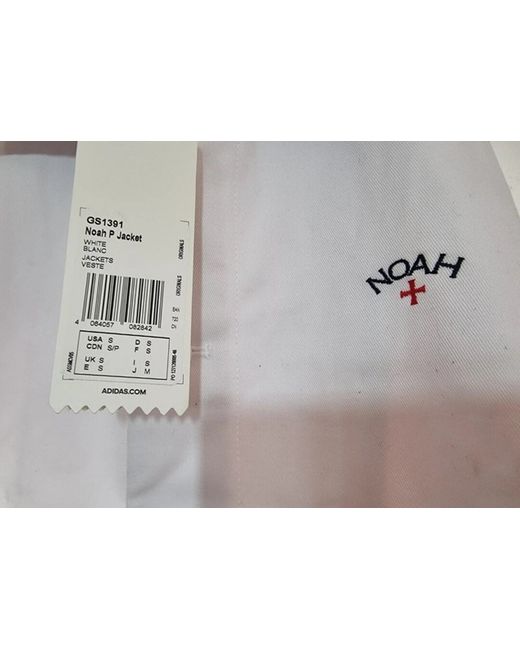 GS1391
Noah P Jacket
WHITE
BLANC
JACKETS
VESTE
4 064057 082842
USA S D S
CDN S/P F S
UK S I S
E S J M
ADIDAS.COM
NOAH